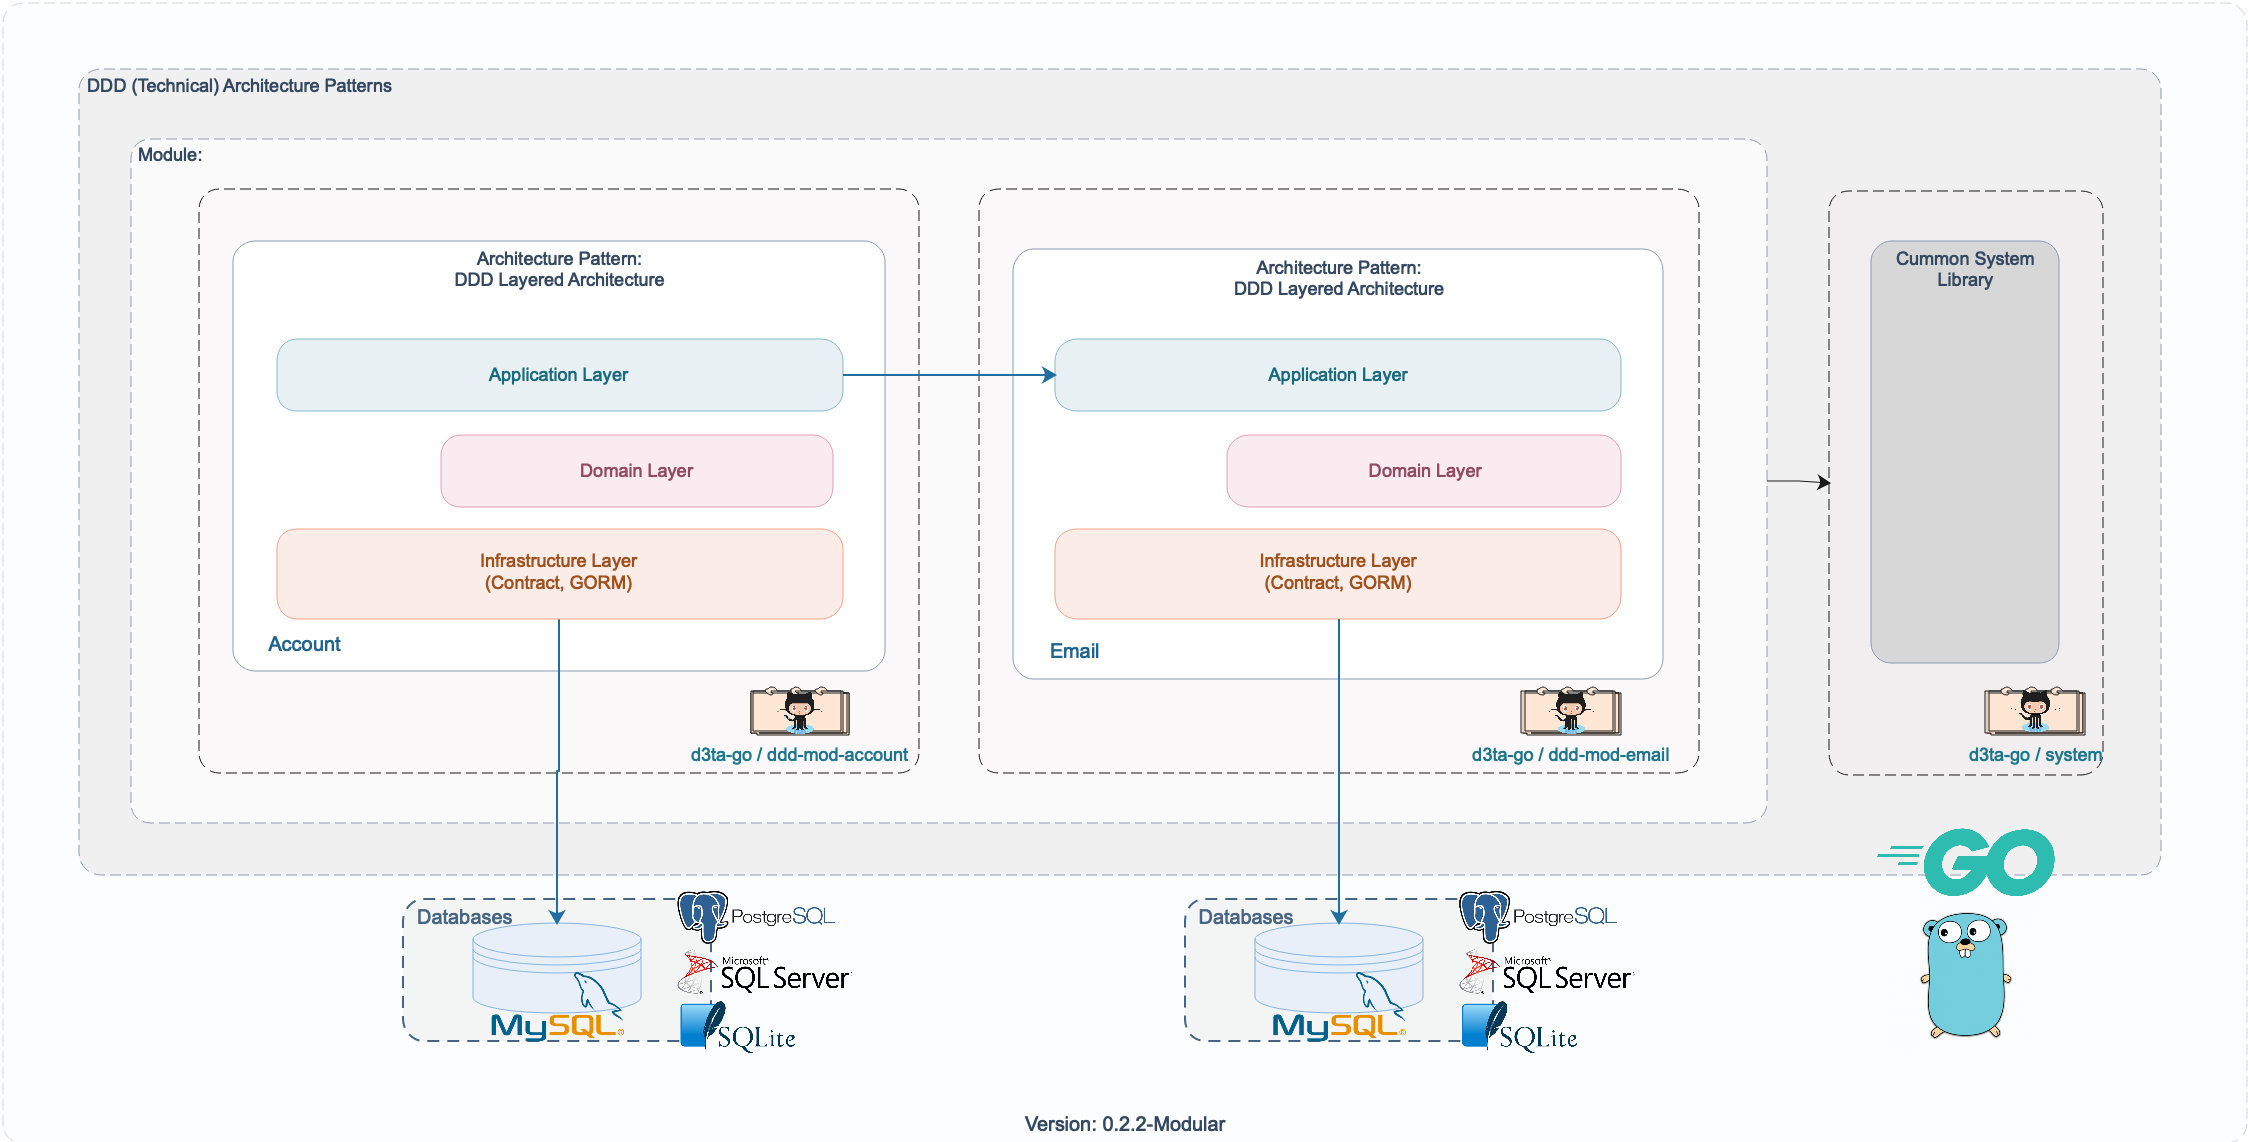 DDD (Technical) Architecture Patterns
Module:
Architecture Pattern:
DDD Layered Architecture
Application Layer
Domain Layer
Infrastructure Layer
(Contract, GORM)
Account
d3ta-go / ddd-mod-account
Architecture Pattern:
DDD Layered Architecture
Application Layer
Domain Layer
Infrastructure Layer
(Contract, GORM)
Email
d3ta-go / ddd-mod-email
Cummon System
Library
d3ta-go / system
GO
Databases
MySQL®
PostgreSQL
Microsoft®
SQL Server
SQLite
Databases
MySQL®
PostgreSQL
Microsoft®
SQL Server
SQLite
Version: 0.2.2-Modular